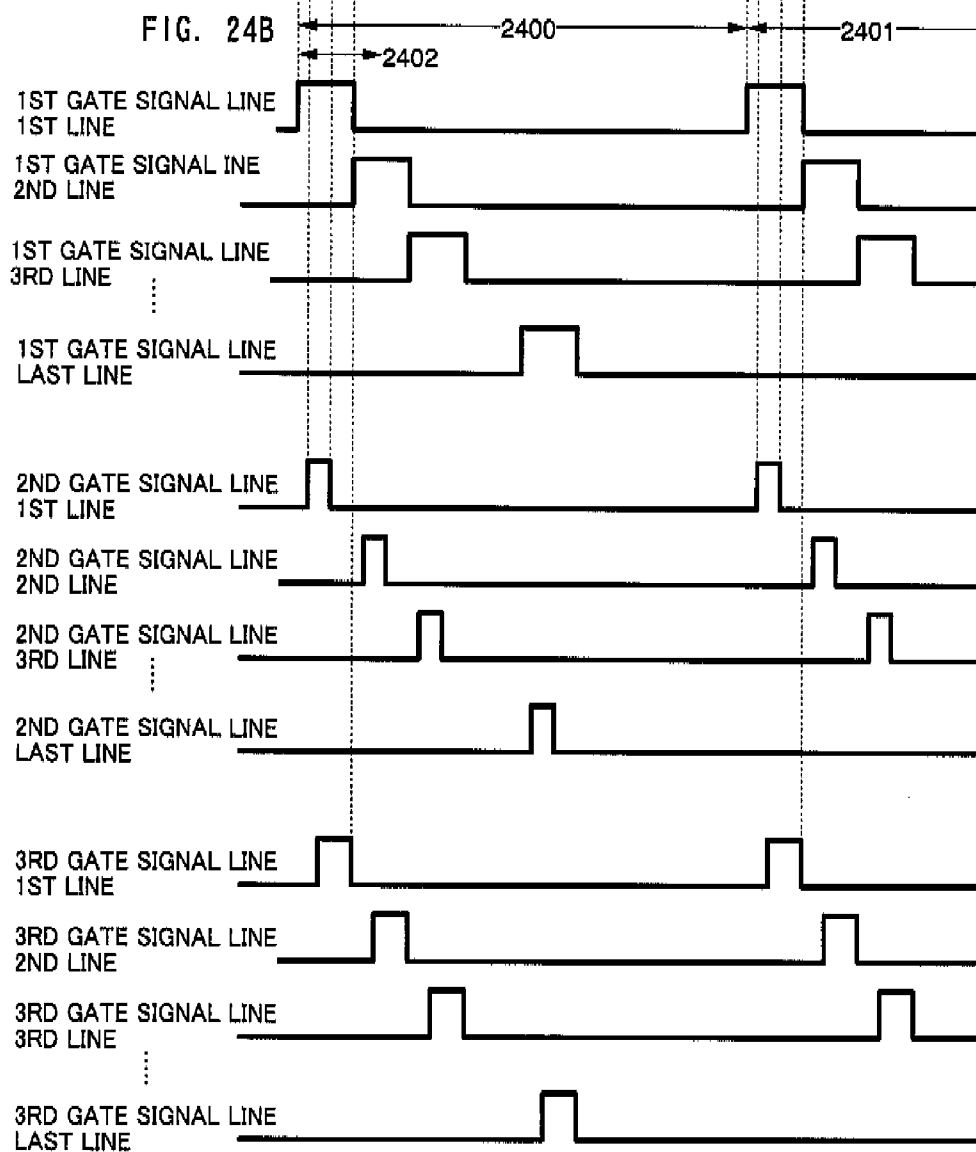 FIG. 24B
2400
2401
2402
1ST GATE SIGNAL LINE
1ST LINE
1ST GATE SIGNAL INE
2ND LINE
1ST GATE SIGNAL LINE
3RD LINE
1ST GATE SIGNAL LINE
LAST LINE
2ND GATE SIGNAL LINE
1ST LINE
2ND GATE SIGNAL LINE
2ND LINE
2ND GATE SIGNAL LINE
3RD LINE
2ND GATE SIGNAL LINE
LAST LINE
3RD GATE SIGNAL LINE
1ST LINE
3RD GATE SIGNAL LINE
2ND LINE
3RD GATE SIGNAL LINE
3RD LINE
3RD GATE SIGNAL LINE
LAST LINE